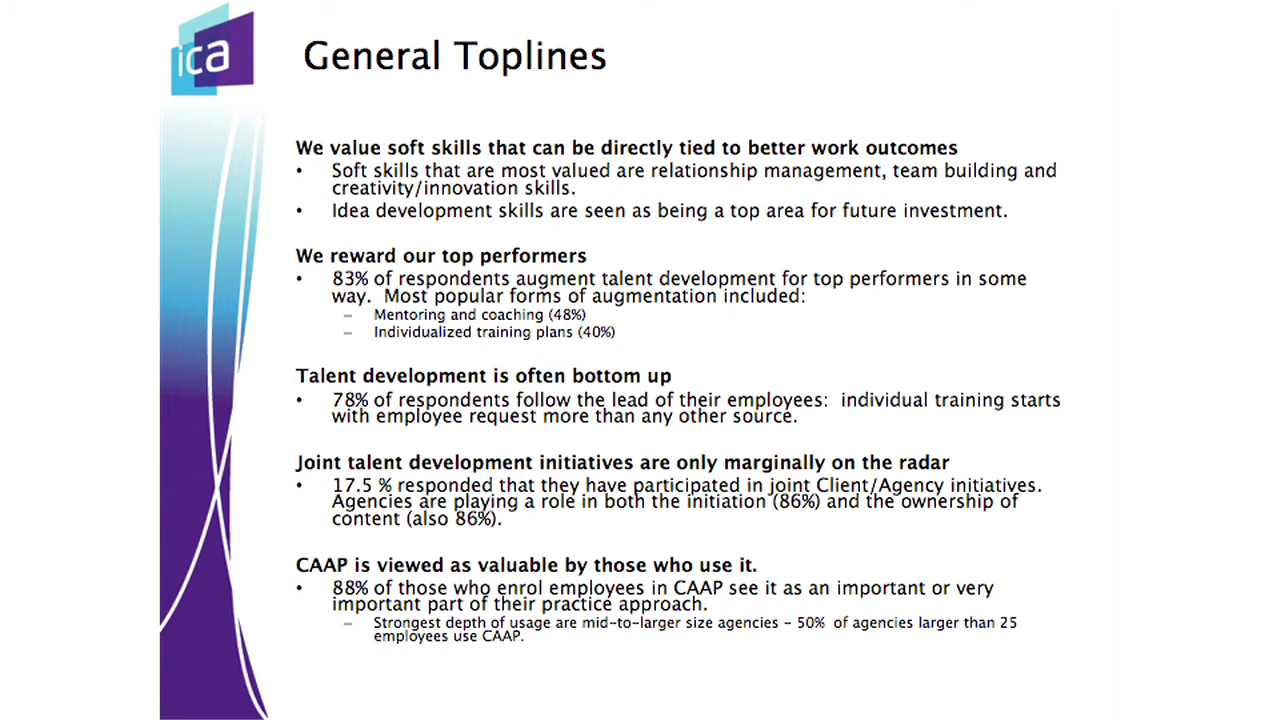 ica
General Toplines
We value soft skills that can be directly tied to better work outcomes
• Soft skills that are most valued are relationship management, team building and
creativity/innovation skills.
• Idea development skills are seen as being a top area for future investment.
We reward our top performers
• 83% of respondents augment talent development for top performers in some
way.  Most popular forms of augmentation included:
– Mentoring and coaching (48%)
– Individualized training plans (40%)
Talent development is often bottom up
• 78% of respondents follow the lead of their employees:  individual training starts
with employee request more than any other source.
Joint talent development initiatives are only marginally on the radar
• 17.5 % responded that they have participated in joint Client/Agency initiatives.
Agencies are playing a role in both the initiation (86%) and the ownership of
content (also 86%).
CAAP is viewed as valuable by those who use it.
• 88% of those who enrol employees in CAAP see it as an important or very
important part of their practice approach.
– Strongest depth of usage are mid-to-larger size agencies – 50%  of agencies larger than 25
employees use CAAP.